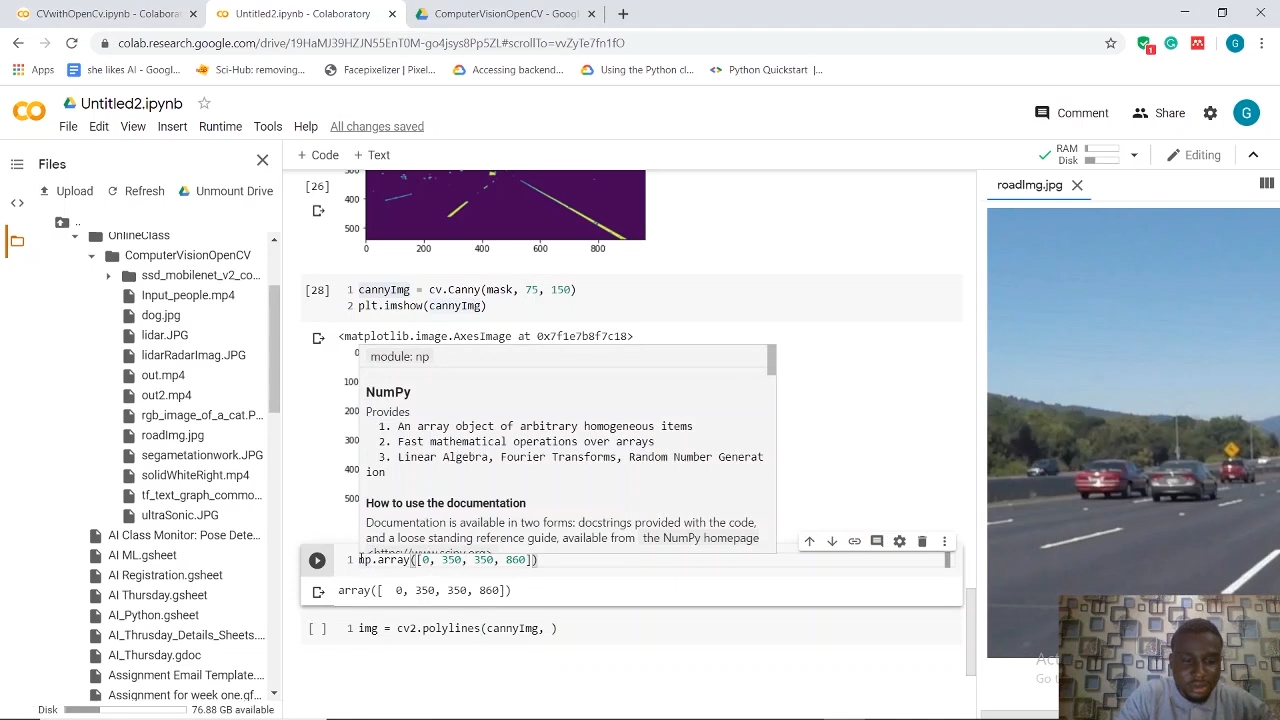 CVwithOpenCv.ipynb - Colaborat
Untitled2.ipynb - Colaboratory
ComputerVisionOpenCV - Googl
colab.research.google.com/drive/19HaMJ39HZJN55EnT0M-go4jsys8Pp5ZL#scrollTo=vvZyTe7fn1fO
1
G
Apps
she likes AI - Googl...
Sci-Hub: removing...
Facepixelizer | Pixel...
Accessing backend...
Using the Python cl...
Python Quickstart |...
Untitled2.ipynb
File Edit View Insert Runtime Tools Help All changes saved
Comment
Share
G
Files
+ Code + Text
RAM
Disk
Editing
Upload Refresh Unmount Drive
..
OnlineClass
ComputerVisionOpenCV
ssd_mobilenet_v2_co...
Input_people.mp4
dog.jpg
lidar.JPG
lidarRadarImag.JPG
out.mp4
out2.mp4
rgb_image_of_a_cat.P...
roadImg.jpg
segametationwork.JPG
solidWhiteRight.mp4
tf_text_graph_commo...
ultraSonic.JPG
AI Class Monitor: Pose Dete...
AI ML.gsheet
AI Registration.gsheet
AI Thursday.gsheet
AI_Python.gsheet
AI_Thrusday_Details_Sheets....
AI_Thursday.gdoc
Assignment Email Template...
Assignment for week one.gf...
Disk
76.88 GB available
[26]
400
500
0 200 400 600 800
[28]
1 cannyImg = cv.Canny(mask, 75, 150)
2 plt.imshow(cannyImg)
<matplotlib.image.AxesImage at 0x7f1e7b8f7c18>
0
100
200
300
400
500
module: np
NumPy
Provides
1. An array object of arbitrary homogeneous items
2. Fast mathematical operations over arrays
3. Linear Algebra, Fourier Transforms, Random Number Generat
ion
How to use the documentation
Documentation is available in two forms: docstrings provided with the code,
and a loose standing reference guide, available from the NumPy homepage
<https://www.scipy.org>
1 np.array([0, 350, 350, 860])
array([ 0, 350, 350, 860])
[ ]
1 img = cv2.polylines(cannyImg, )
roadImg.jpg